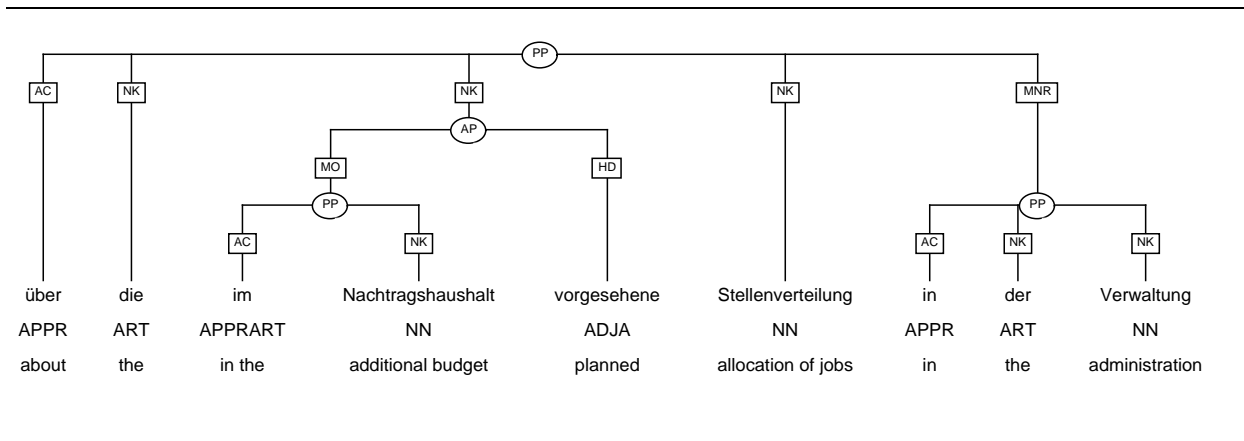 PP
AC NK NK NK MNR
AP
MO HD
PP PP
AC NK AC NK NK
über die im Nachtragshaushalt vorgesehene Stellenverteilung in der Verwaltung
APPR ART APPRART NN ADJA NN APPR ART NN
about the in the additional budget planned allocation of jobs in the administration